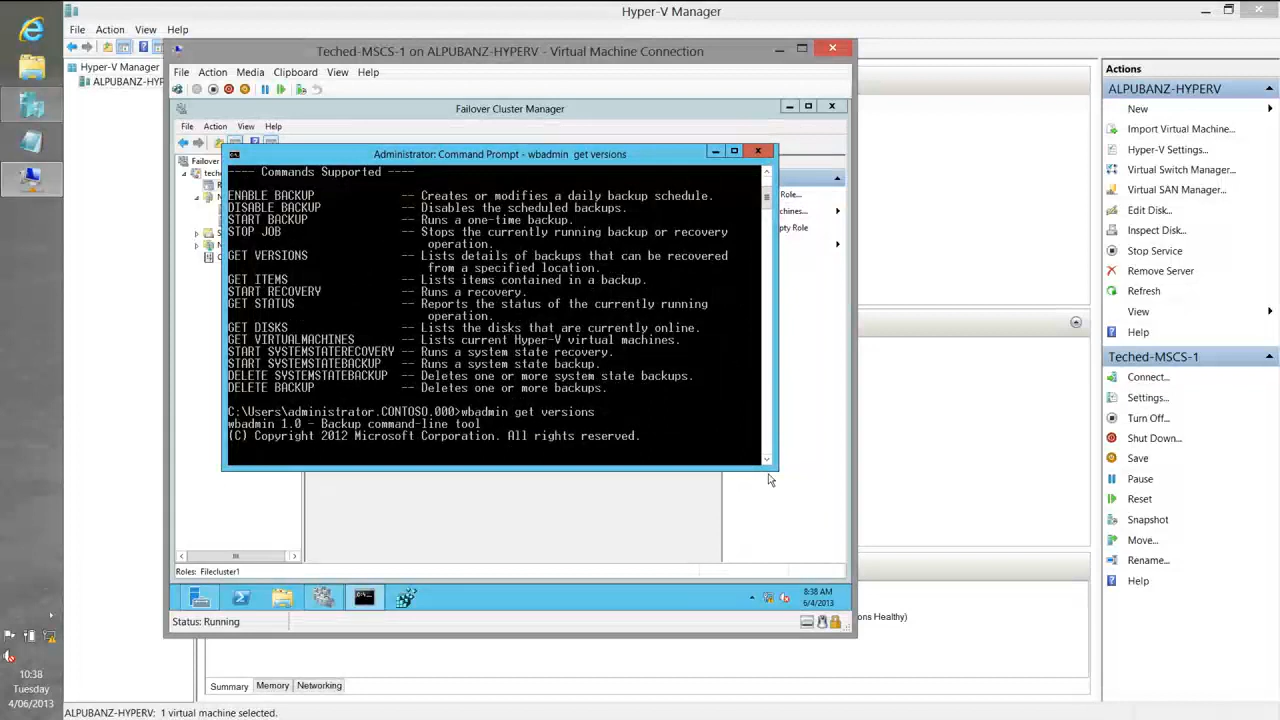 Hyper-V Manager
File Action View Help
Hyper-V Manager
ALPUBANZ-HYP
Teched-MSCS-1 on ALPUBANZ-HYPERV - Virtual Machine Connection
File Action Media Clipboard View Help
Failover Cluster Manager
File Action View Help
Failover
tech
R
N
S
N
C
Administrator: Command Prompt - wbadmin get versions
---- Commands Supported ----
ENABLE BACKUP -- Creates or modifies a daily backup schedule.
DISABLE BACKUP -- Disables the scheduled backups.
START BACKUP -- Runs a one-time backup.
STOP JOB -- Stops the currently running backup or recovery
operation.
GET VERSIONS -- Lists details of backups that can be recovered
from a specified location.
GET ITEMS -- Lists items contained in a backup.
START RECOVERY -- Runs a recovery.
GET STATUS -- Reports the status of the currently running
operation.
GET DISKS -- Lists the disks that are currently online.
GET VIRTUALMACHINES -- Lists current Hyper-V virtual machines.
START SYSTEMSTATERECOVERY -- Runs a system state recovery.
START SYSTEMSTATEBACKUP -- Runs a system state backup.
DELETE SYSTEMSTATEBACKUP -- Deletes one or more system state backups.
DELETE BACKUP -- Deletes one or more backups.
C:\Users\administrator.CONTOSO.000>wbadmin get versions
wbadmin 1.0 - Backup command-line tool
(C) Copyright 2012 Microsoft Corporation. All rights reserved.
Role...
chines...
pty Role
Roles: Filecluster1
8:38 AM
6/4/2013
Status: Running
ons Healthy)
Summary Memory Networking
Actions
ALPUBANZ-HYPERV
New
Import Virtual Machine...
Hyper-V Settings...
Virtual Switch Manager...
Virtual SAN Manager...
Edit Disk...
Inspect Disk...
Stop Service
Remove Server
Refresh
View
Help
Teched-MSCS-1
Connect...
Settings...
Turn Off...
Shut Down...
Save
Pause
Reset
Snapshot
Move...
Rename...
Help
10:38
Tuesday
4/06/2013
ALPUBANZ-HYPERV: 1 virtual machine selected.